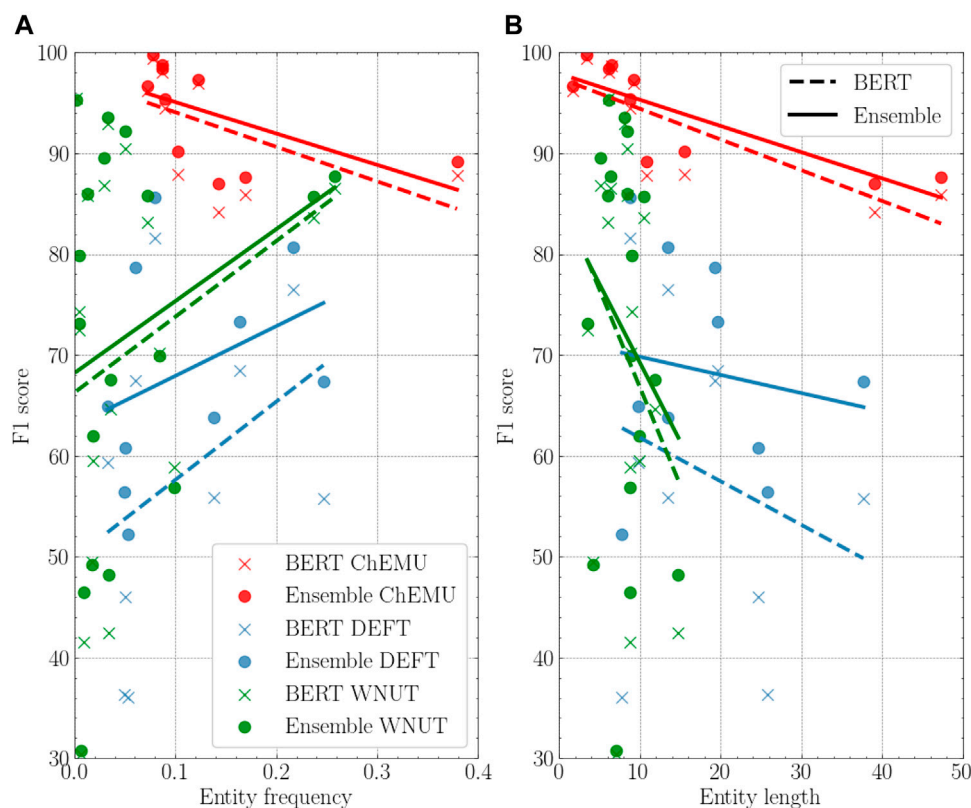 A
B
100
90
80
70
60
50
40
30
F1 score
0.0
0.1
0.2
0.3
0.4
Entity frequency
BERT ChEMU
Ensemble ChEMU
BERT DEFT
Ensemble DEFT
BERT WNUT
Ensemble WNUT
100
90
80
70
60
50
40
30
F1 score
0
10
20
30
40
50
Entity length
BERT
Ensemble